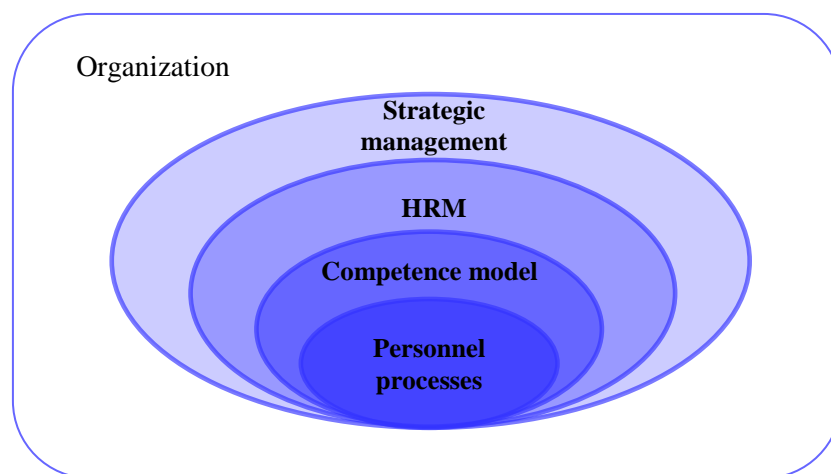 Organization
Strategic
management
HRM
Competence model
Personnel
processes